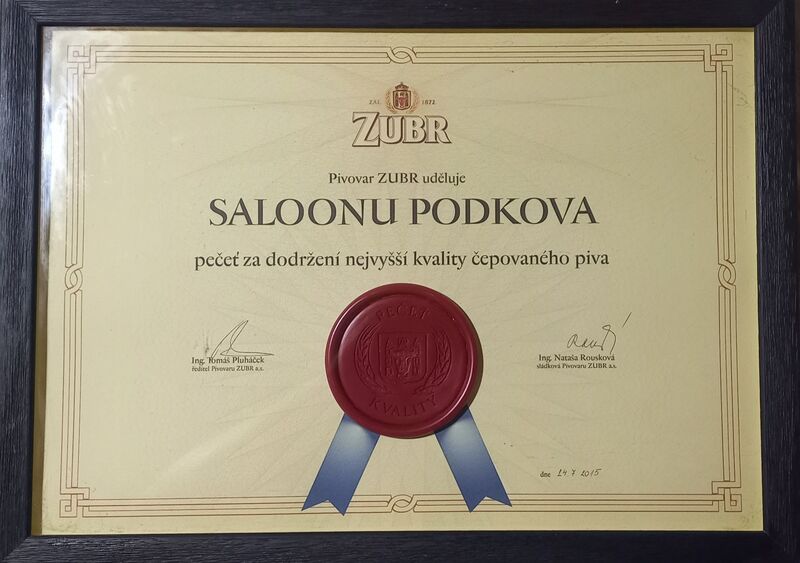 ZAL. 1872
ZUBR
Pivovar ZUBR uděluje
SALOONU PODKOVA
pečeť za dodržení nejvyšší kvality čepovaného piva
PEČEŤ
KVALITY
Ing. Tomáš Pluháček
ředitel Pivovaru ZUBR a.s.
Ing. Nataša Rousková
sládková Pivovaru ZUBR a.s.
dne 24.7 2015